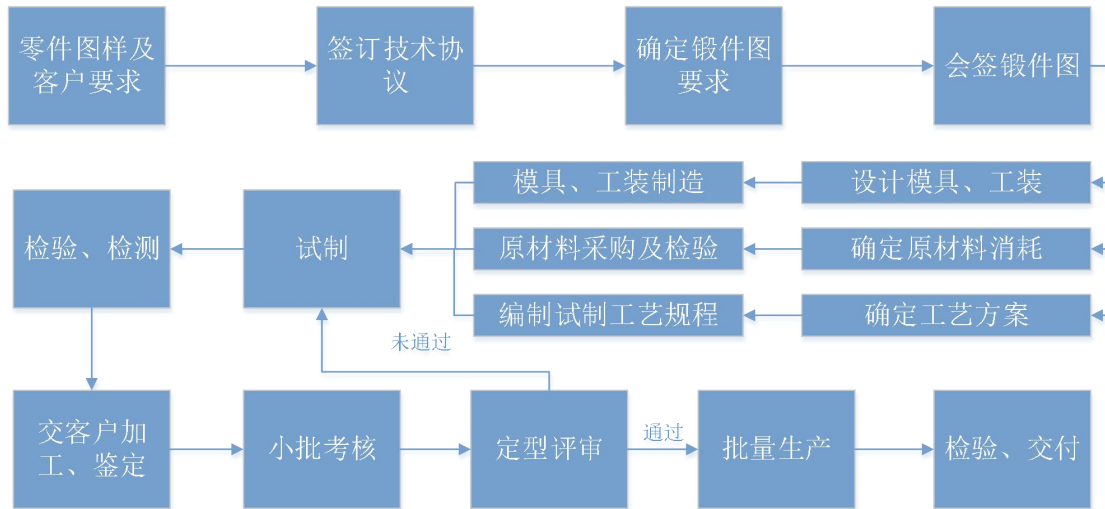 零件图样及
客户要求
签订技术协
议
确定锻件图
要求
会签锻件图
模具、工装制造
设计模具、工装
检验、检测
试制
原材料采购及检验
确定原材料消耗
编制试制工艺规程
确定工艺方案
未通过
交客户加
工、鉴定
小批考核
定型评审
通过
批量生产
检验、交付